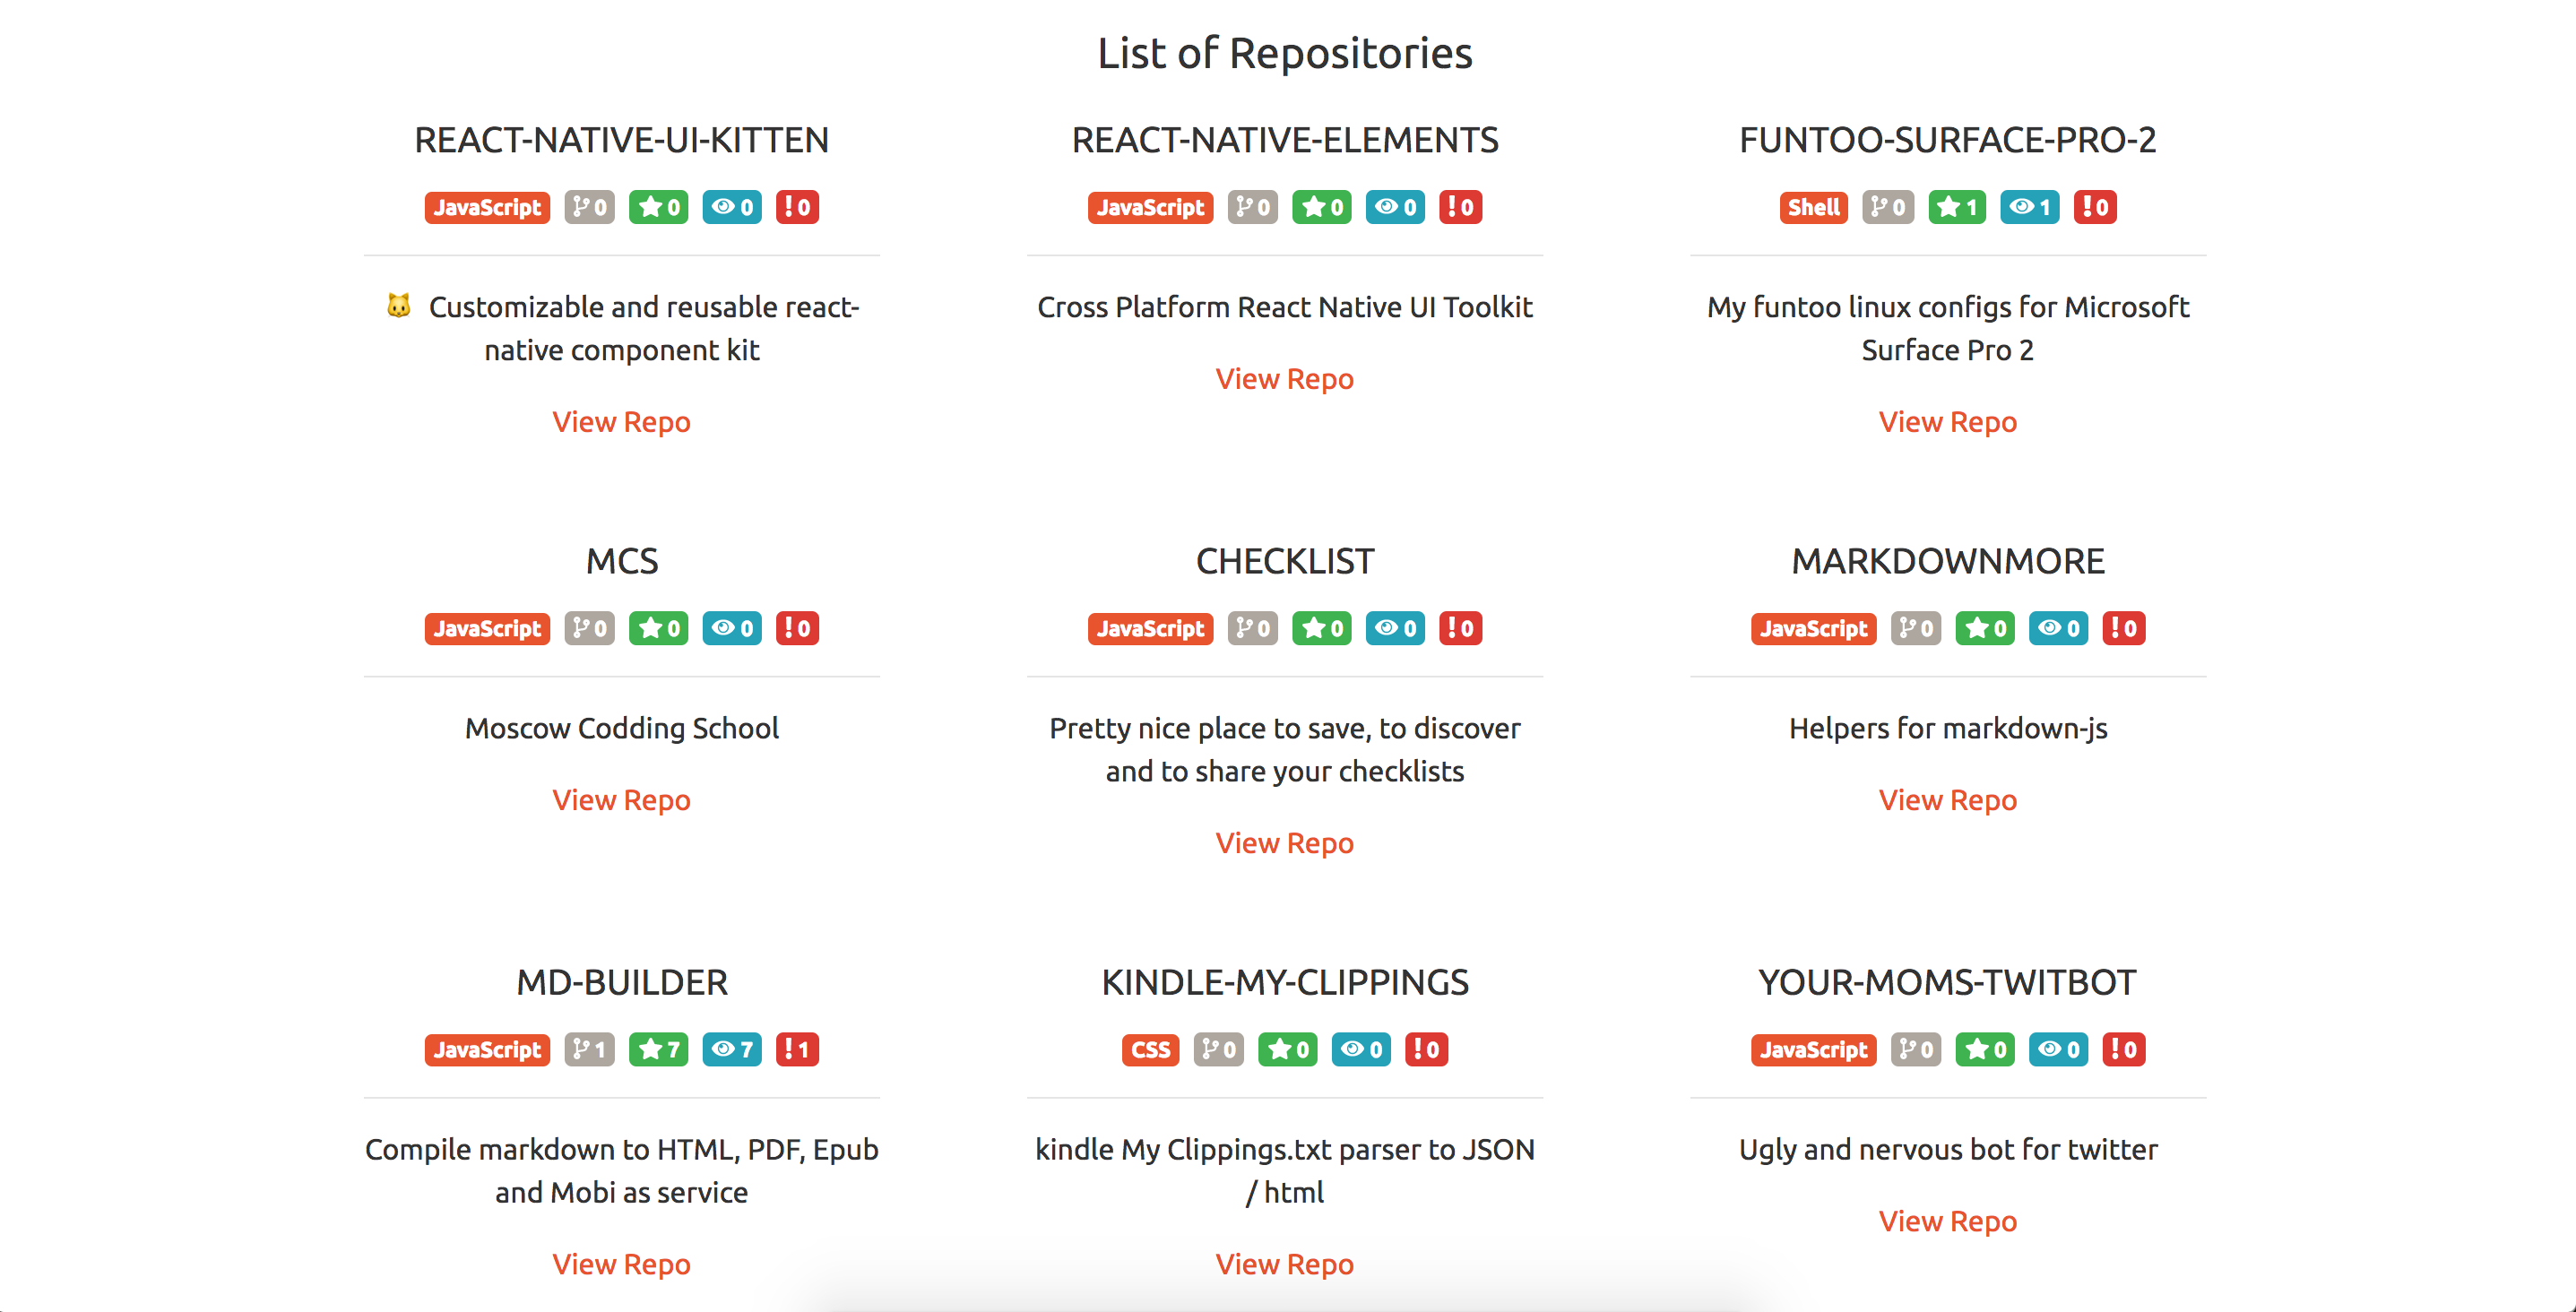 List of Repositories
REACT-NATIVE-UI-KITTEN
JavaScript 0 0 0 0
🐱 Customizable and reusable react-
native component kit
View Repo
REACT-NATIVE-ELEMENTS
JavaScript 0 0 0 0
Cross Platform React Native UI Toolkit
View Repo
FUNTOO-SURFACE-PRO-2
Shell 0 1 1 0
My funtoo linux configs for Microsoft
Surface Pro 2
View Repo
MCS
JavaScript 0 0 0 0
Moscow Codding School
View Repo
CHECKLIST
JavaScript 0 0 0 0
Pretty nice place to save, to discover
and to share your checklists
View Repo
MARKDOWNMORE
JavaScript 0 0 0 0
Helpers for markdown-js
View Repo
MD-BUILDER
JavaScript 1 7 7 1
Compile markdown to HTML, PDF, Epub
and Mobi as service
View Repo
KINDLE-MY-CLIPPINGS
CSS 0 0 0 0
kindle My Clippings.txt parser to JSON
/ html
View Repo
YOUR-MOMS-TWITBOT
JavaScript 0 0 0 0
Ugly and nervous bot for twitter
View Repo